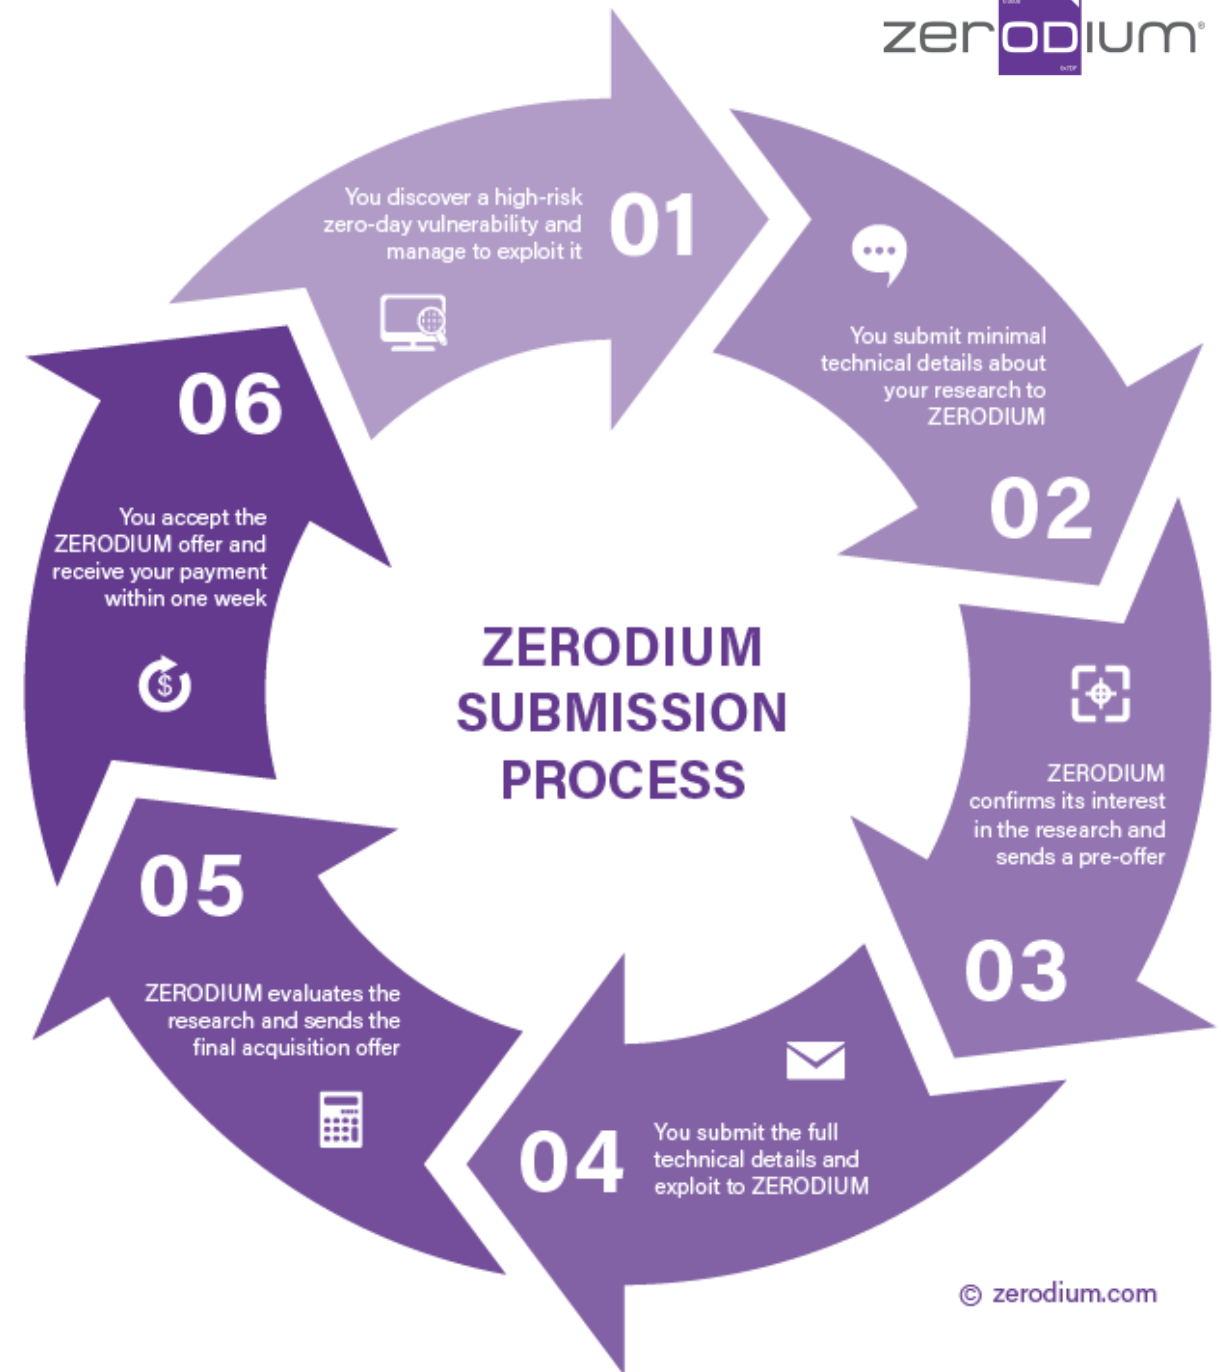 zerODIUM®
You discover a high-risk
zero-day vulnerability and
manage to exploit it
01
You submit minimal
technical details about
your research to
ZERODIUM
02
ZERODIUM
confirms its interest
in the research and
sends a pre-offer
03
04
You submit the full
technical details and
exploit to ZERODIUM
05
ZERODIUM evaluates the
research and sends the
final acquisition offer
06
You accept the
ZERODIUM offer and
receive your payment
within one week
$
ZERODIUM
SUBMISSION
PROCESS
© zerodium.com